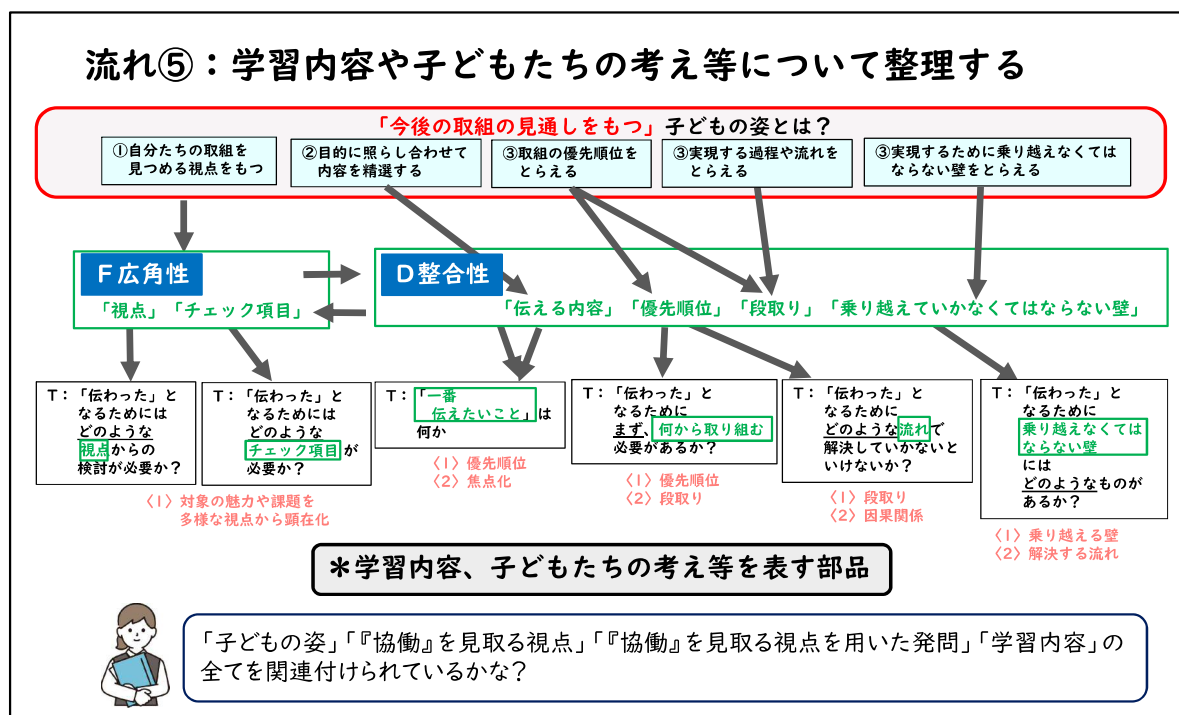 流れ⑤：学習内容や子どもたちの考え等について整理する
「今後の取組の見通しをもつ」子どもの姿とは？
①自分たちの取組を
見つめる視点をもつ
②目的に照らし合わせて
内容を精選する
③取組の優先順位を
とらえる
③実現する過程や流れを
とらえる
③実現するために乗り越えなくては
ならない壁をとらえる
F広角性
「視点」「チェック項目」
D整合性
「伝える内容」「優先順位」「段取り」「乗り越えていかなくてはならない壁」
T：「伝わった」と
なるためには
どのような
視点からの
検討が必要か？
T：「伝わった」と
なるためには
どのような
チェック項目が
必要か？
〈1〉対象の魅力や課題を
多様な視点から顕在化
T：「一番
伝えたいこと」は
何か
〈1〉優先順位
〈2〉焦点化
T：「伝わった」と
なるために
まず、何から取り組む
必要があるか？
〈1〉優先順位
〈2〉段取り
T：「伝わった」と
なるために
どのような流れで
解決していかないと
いけないか？
〈1〉段取り
〈2〉因果関係
T：「伝わった」と
なるために
乗り越えなくては
ならない壁
には
どのようなものが
あるか？
〈1〉乗り越える壁
〈2〉解決する流れ
＊学習内容、子どもたちの考え等を表す部品
「子どもの姿」「『協働』を見取る視点」「『協働』を見取る視点を用いた発問」「学習内容」の
全てを関連付けられているかな？